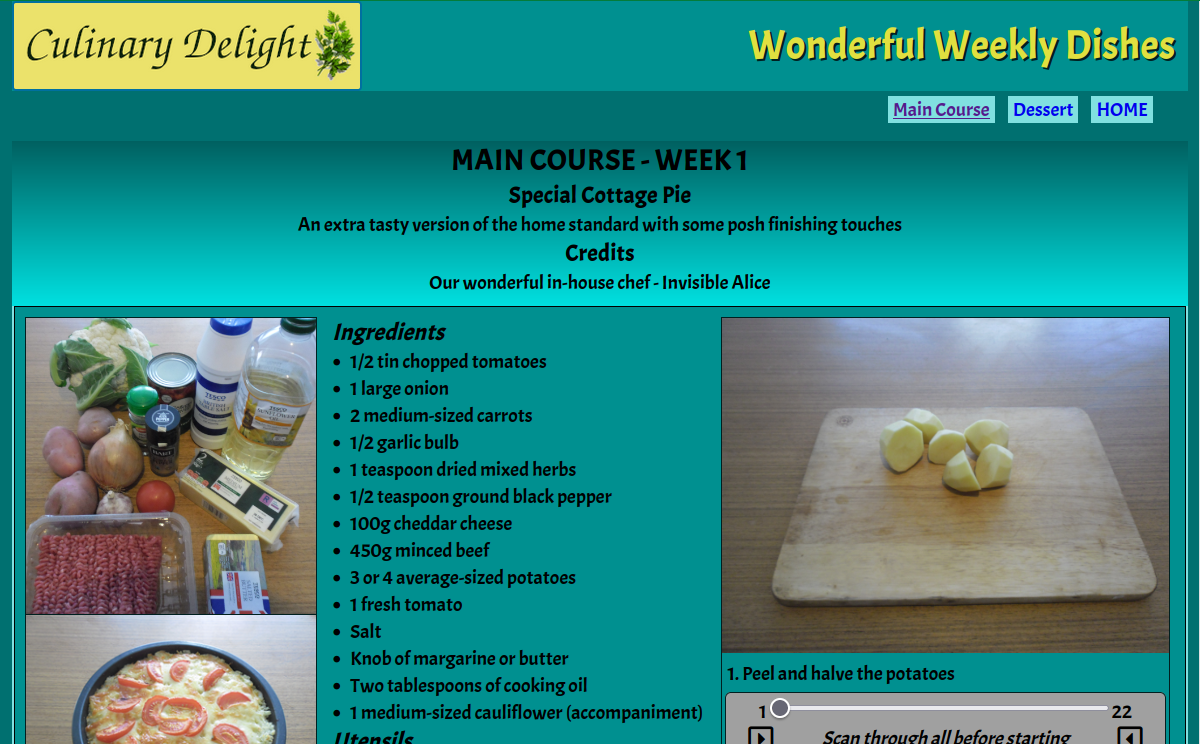 Culinary Delight
Wonderful Weekly Dishes
Main Course
Dessert
HOME
MAIN COURSE - WEEK 1
Special Cottage Pie
An extra tasty version of the home standard with some posh finishing touches
Credits
Our wonderful in-house chef - Invisible Alice
Ingredients
1/2 tin chopped tomatoes
1 large onion
2 medium-sized carrots
1/2 garlic bulb
1 teaspoon dried mixed herbs
1/2 teaspoon ground black pepper
100g cheddar cheese
450g minced beef
3 or 4 average-sized potatoes
1 fresh tomato
Salt
Knob of margarine or butter
Two tablespoons of cooking oil
1 medium-sized cauliflower (accompaniment)
Utensils
TESCO
TESCO
1. Peel and halve the potatoes
1
22
Scan through all before starting